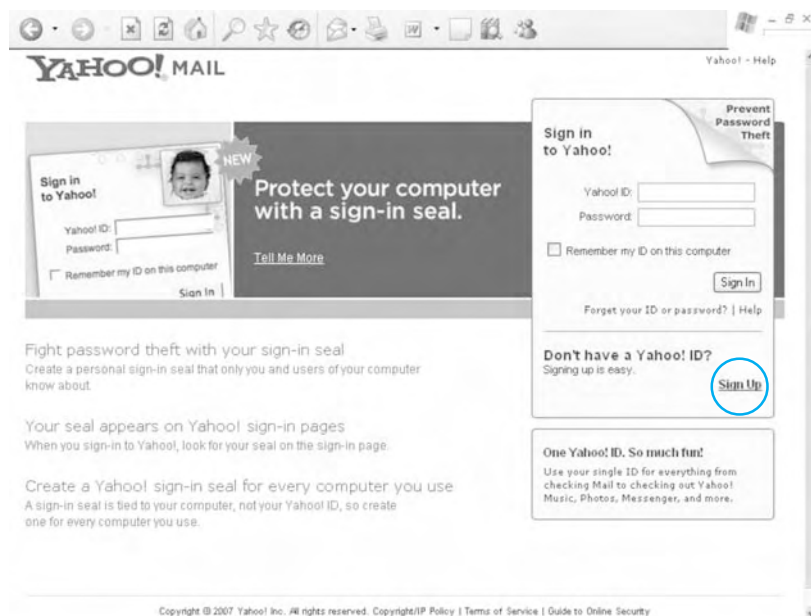 YAHOO! MAIL
Yahoo! - Help
Sign in
to Yahoo!
Yahoo! ID:
Password:
Remember my ID on this computer
Sign In
NEW
Protect your computer
with a sign-in seal.
Tell Me More
Prevent
Password
Theft
Sign in
to Yahoo!
Yahoo! ID:
Password:
Remember my ID on this computer
Sign In
Forget your ID or password? | Help
Don't have a Yahoo! ID?
Signing up is easy.
Sign Up
Fight password theft with your sign-in seal
Create a personal sign-in seal that only you and users of your computer
know about.
Your seal appears on Yahoo! sign-in pages
When you sign-in to Yahoo!, look for your seal on the sign-in page.
Create a Yahoo! sign-in seal for every computer you use
A sign-in seal is tied to your computer, not your Yahoo! ID, so create
one for every computer you use.
One Yahoo! ID. So much fun!
Use your single ID for everything from
checking Mail to checking out Yahoo!
Music, Photos, Messenger, and more.
Copyright © 2007 Yahoo! Inc. All rights reserved. Copyright/IP Policy | Terms of Service | Guide to Online Security